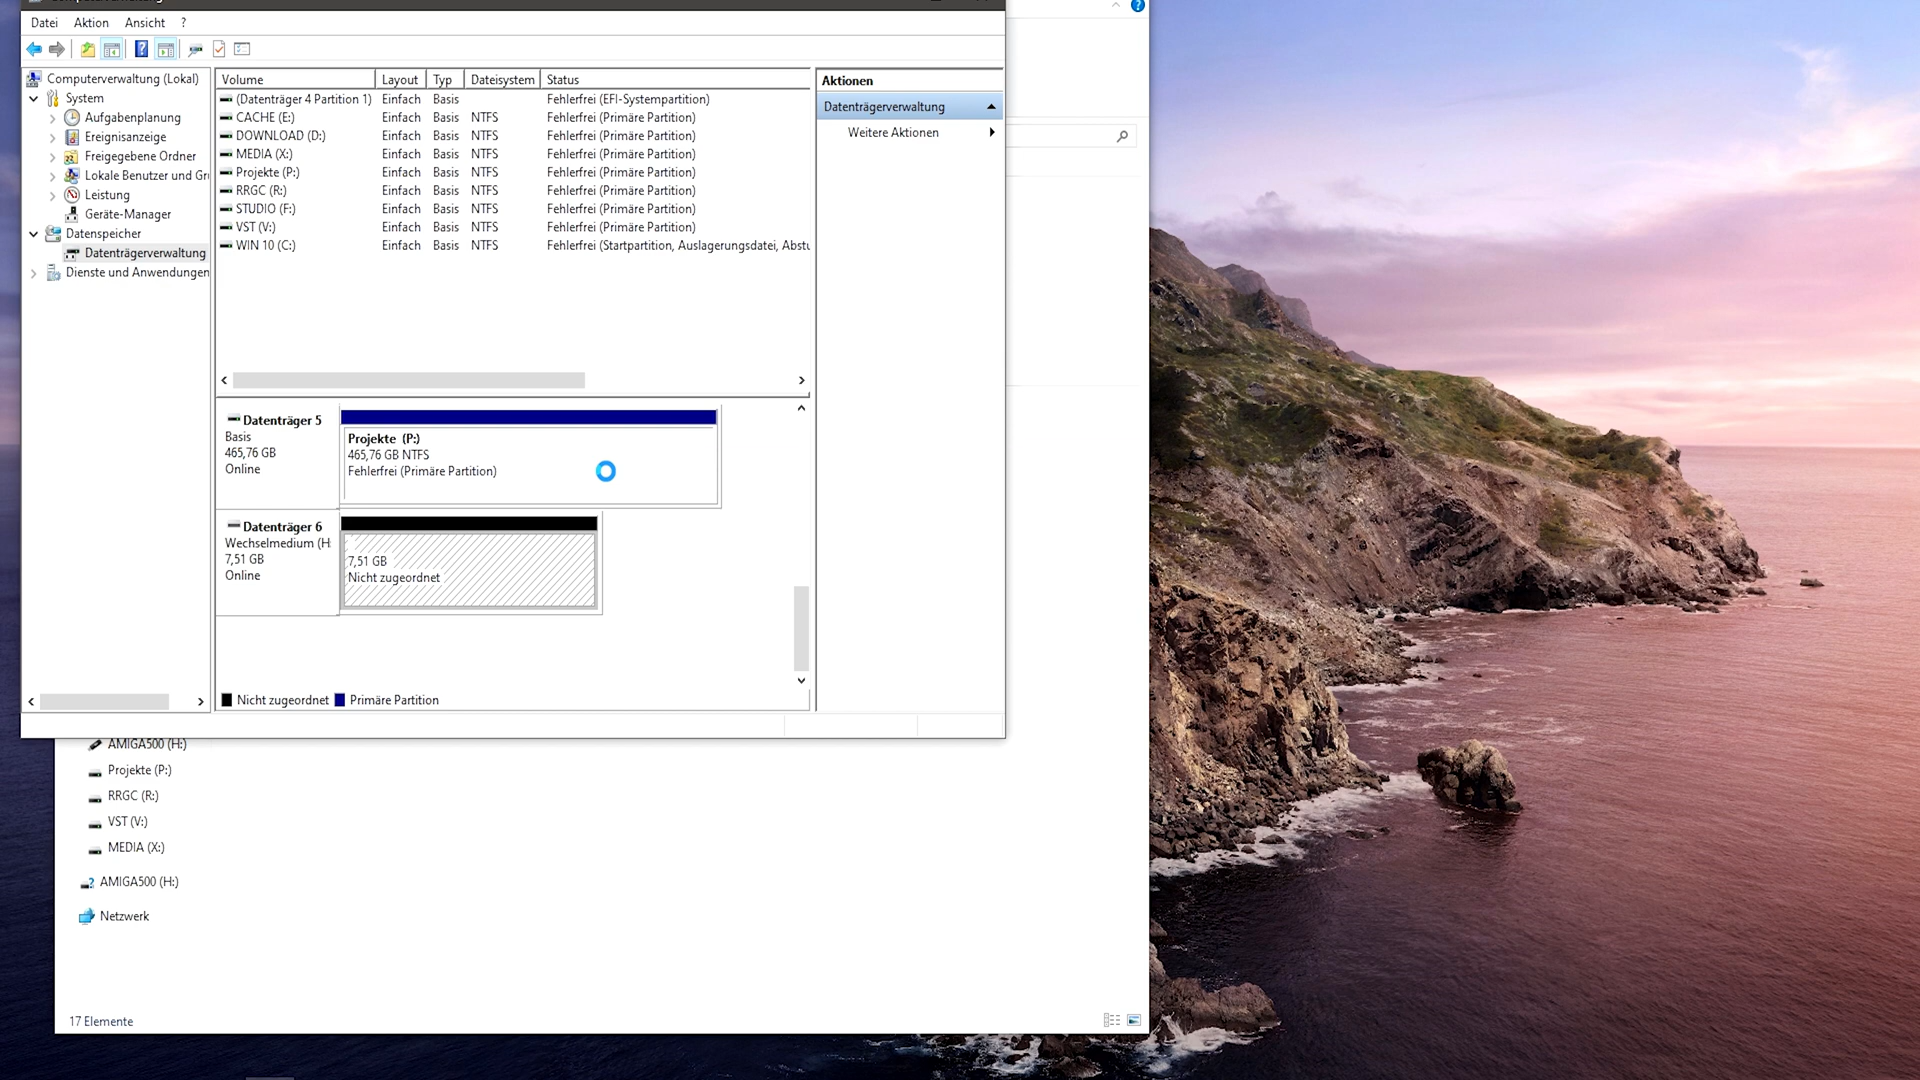 Datei Aktion Ansicht ?
Computerverwaltung (Lokal)
System
Aufgabenplanung
Ereignisanzeige
Freigegebene Ordner
Lokale Benutzer und Gr
Leistung
Geräte-Manager
Datenspeicher
Datenträgerverwaltung
Dienste und Anwendungen
Volume Layout Typ Dateisystem Status
(Datenträger 4 Partition 1) Einfach Basis Fehlerfrei (EFI-Systempartition)
CACHE (E:) Einfach Basis NTFS Fehlerfrei (Primäre Partition)
DOWNLOAD (D:) Einfach Basis NTFS Fehlerfrei (Primäre Partition)
MEDIA (X:) Einfach Basis NTFS Fehlerfrei (Primäre Partition)
Projekte (P:) Einfach Basis NTFS Fehlerfrei (Primäre Partition)
RRGC (R:) Einfach Basis NTFS Fehlerfrei (Primäre Partition)
STUDIO (F:) Einfach Basis NTFS Fehlerfrei (Primäre Partition)
VST (V:) Einfach Basis NTFS Fehlerfrei (Primäre Partition)
WIN 10 (C:) Einfach Basis NTFS Fehlerfrei (Startpartition, Auslagerungsdatei, Abstu
Datenträger 5
Basis
465,76 GB
Online
Projekte (P:)
465,76 GB NTFS
Fehlerfrei (Primäre Partition)
Datenträger 6
Wechselmedium (H:
7,51 GB
Online
7,51 GB
Nicht zugeordnet
Nicht zugeordnet Primäre Partition
Aktionen
Datenträgerverwaltung
Weitere Aktionen
AMIGA500 (H:)
Projekte (P:)
RRGC (R:)
VST (V:)
MEDIA (X:)
AMIGA500 (H:)
Netzwerk
17 Elemente